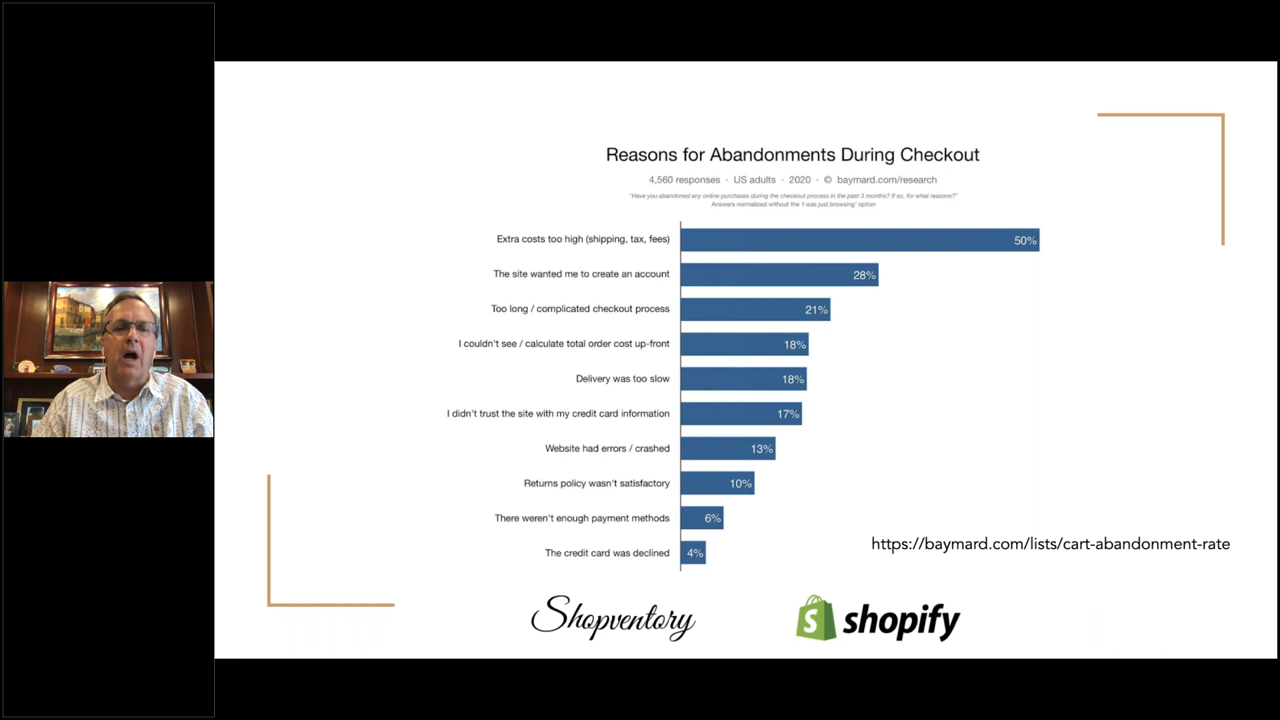 Reasons for Abandonments During Checkout
4,560 responses · US adults · 2020 · © baymard.com/research
"Have you abandoned any online purchases during the checkout process in the past 3 months? If so, for what reasons?"
Answers normalized without the 'I was just browsing' option
Extra costs too high (shipping, tax, fees) 50%
The site wanted me to create an account 28%
Too long / complicated checkout process 21%
I couldn't see / calculate total order cost up-front 18%
Delivery was too slow 18%
I didn't trust the site with my credit card information 17%
Website had errors / crashed 13%
Returns policy wasn't satisfactory 10%
There weren't enough payment methods 6%
The credit card was declined 4%
https://baymard.com/lists/cart-abandonment-rate
Shopventory
shopify